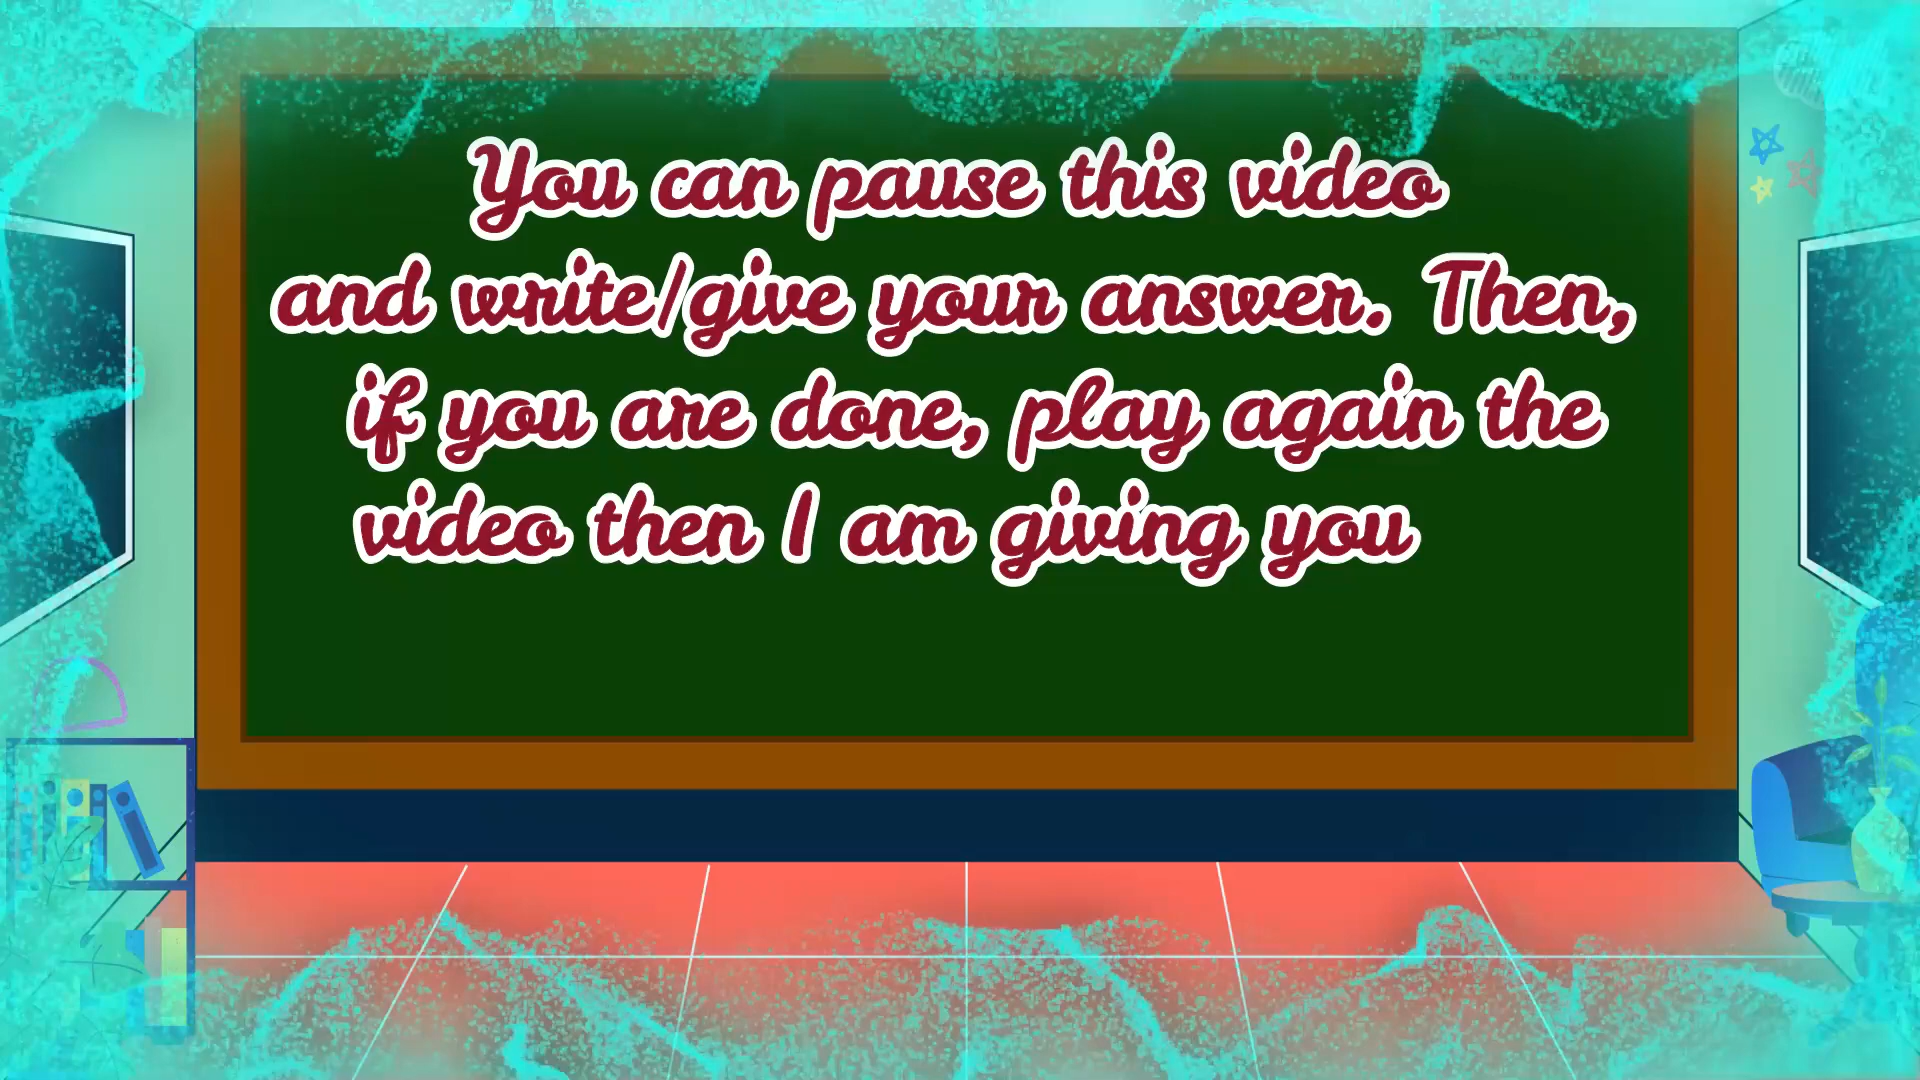 You can pause this video
and write/give your answer. Then,
if you are done, play again the
video then I am giving you